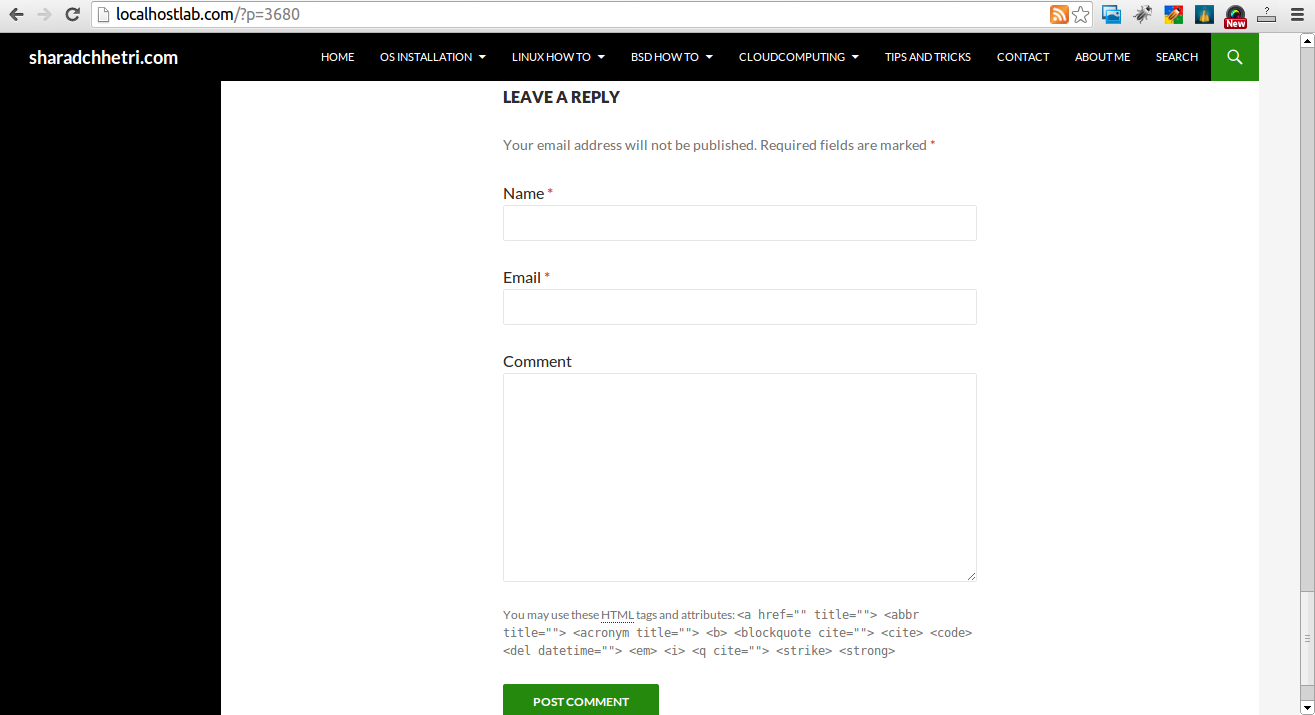 localhostlab.com/?p=3680
New
?
sharadchhetri.com
HOME OS INSTALLATION LINUX HOW TO BSD HOW TO CLOUDCOMPUTING TIPS AND TRICKS CONTACT ABOUT ME SEARCH
LEAVE A REPLY
Your email address will not be published. Required fields are marked *
Name *
Email *
Comment
You may use these HTML tags and attributes: <a href="" title=""> <abbr
title=""> <acronym title=""> <b> <blockquote cite=""> <cite> <code>
<del datetime=""> <em> <i> <q cite=""> <strike> <strong>
POST COMMENT